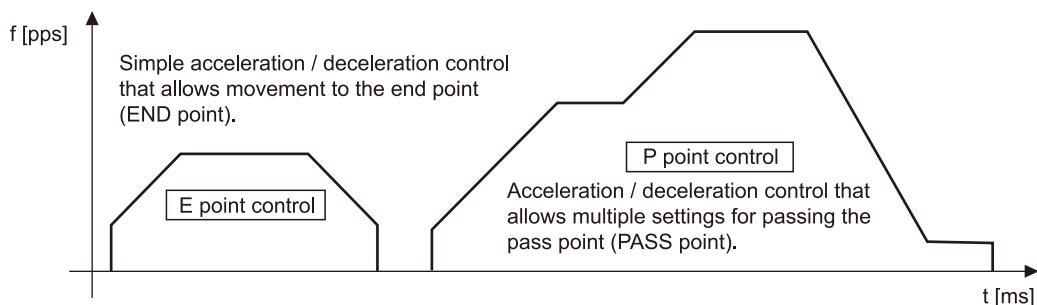 f [pps]
Simple acceleration / deceleration control
that allows movement to the end point
(END point).
E point control
P point control
Acceleration / deceleration control that
allows multiple settings for passing the
pass point (PASS point).
t [ms]